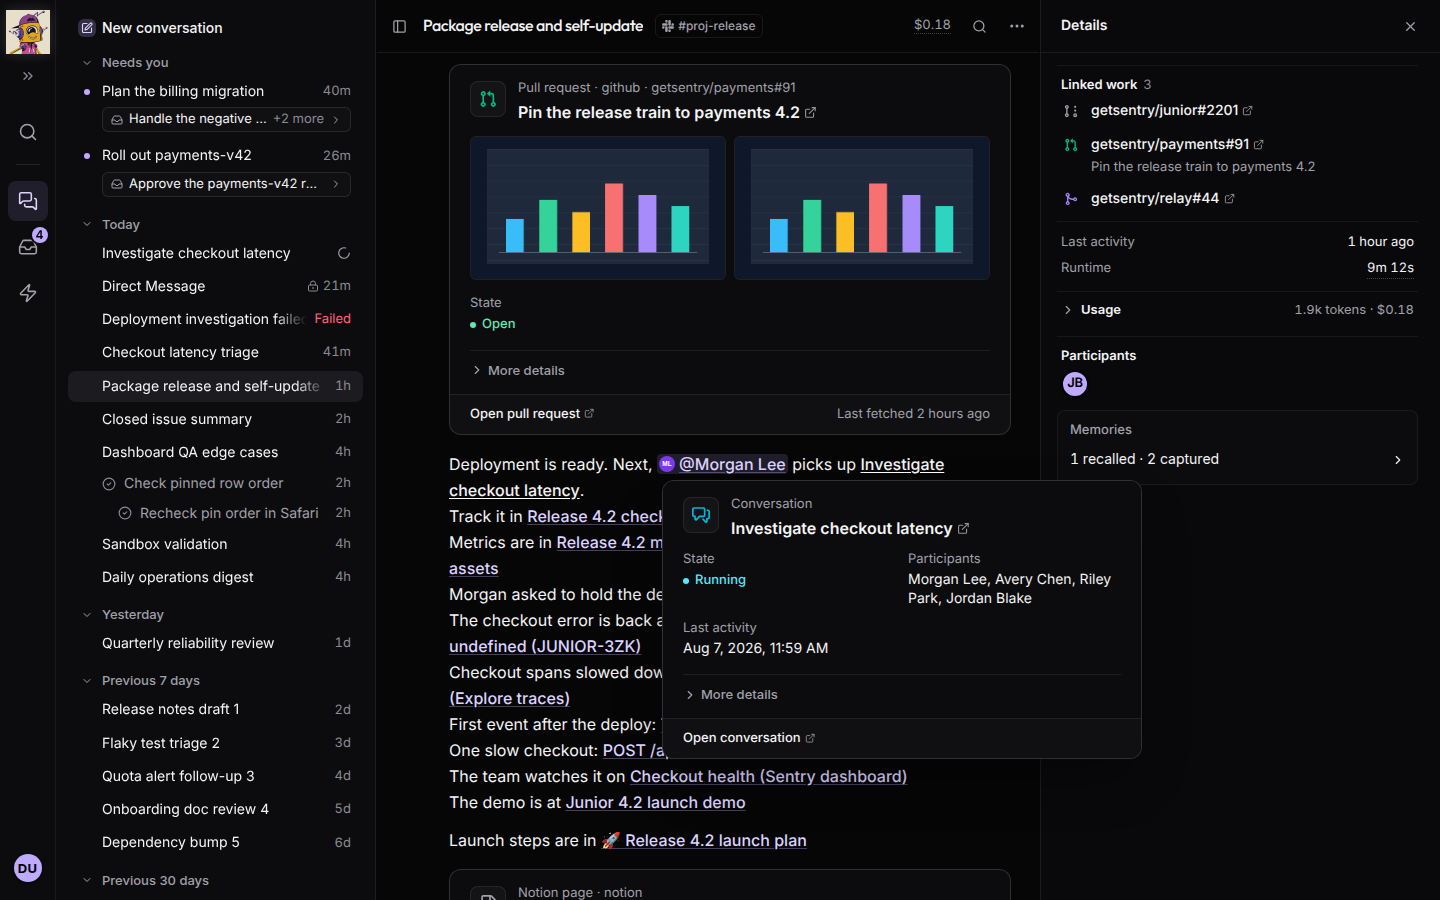 New conversation
Needs you
Plan the billing migration 40m
Handle the negative ... +2 more
Roll out payments-v42 26m
Approve the payments-v42 r...
Today
Investigate checkout latency
Direct Message 21m
Deployment investigation failed Failed
Checkout latency triage 41m
Package release and self-update 1h
Closed issue summary 2h
Dashboard QA edge cases 4h
Check pinned row order 2h
Recheck pin order in Safari 2h
Sandbox validation 4h
Daily operations digest 4h
Yesterday
Quarterly reliability review 1d
Previous 7 days
Release notes draft 1 2d
Flaky test triage 2 3d
Quota alert follow-up 3 4d
Onboarding doc review 4 5d
Dependency bump 5 6d
Previous 30 days
4
DU
Package release and self-update #proj-release $0.18
Pull request · github · getsentry/payments#91
Pin the release train to payments 4.2
State
Open
More details
Open pull request Last fetched 2 hours ago
Deployment is ready. Next, ML @Morgan Lee picks up Investigate
checkout latency.
Track it in Release 4.2 check
Metrics are in Release 4.2 m
assets
Morgan asked to hold the de
The checkout error is back a
undefined (JUNIOR-3ZK)
Checkout spans slowed dow
(Explore traces)
First event after the deploy:
One slow checkout: POST /a
The team watches it on Checkout health (Sentry dashboard)
The demo is at Junior 4.2 launch demo
Launch steps are in 🚀 Release 4.2 launch plan
Notion page · notion
Conversation
Investigate checkout latency
State
Running
Participants
Morgan Lee, Avery Chen, Riley
Park, Jordan Blake
Last activity
Aug 7, 2026, 11:59 AM
More details
Open conversation
Details
Linked work 3
getsentry/junior#2201
getsentry/payments#91
Pin the release train to payments 4.2
getsentry/relay#44
Last activity 1 hour ago
Runtime 9m 12s
Usage 1.9k tokens · $0.18
Participants
JB
Memories
1 recalled · 2 captured